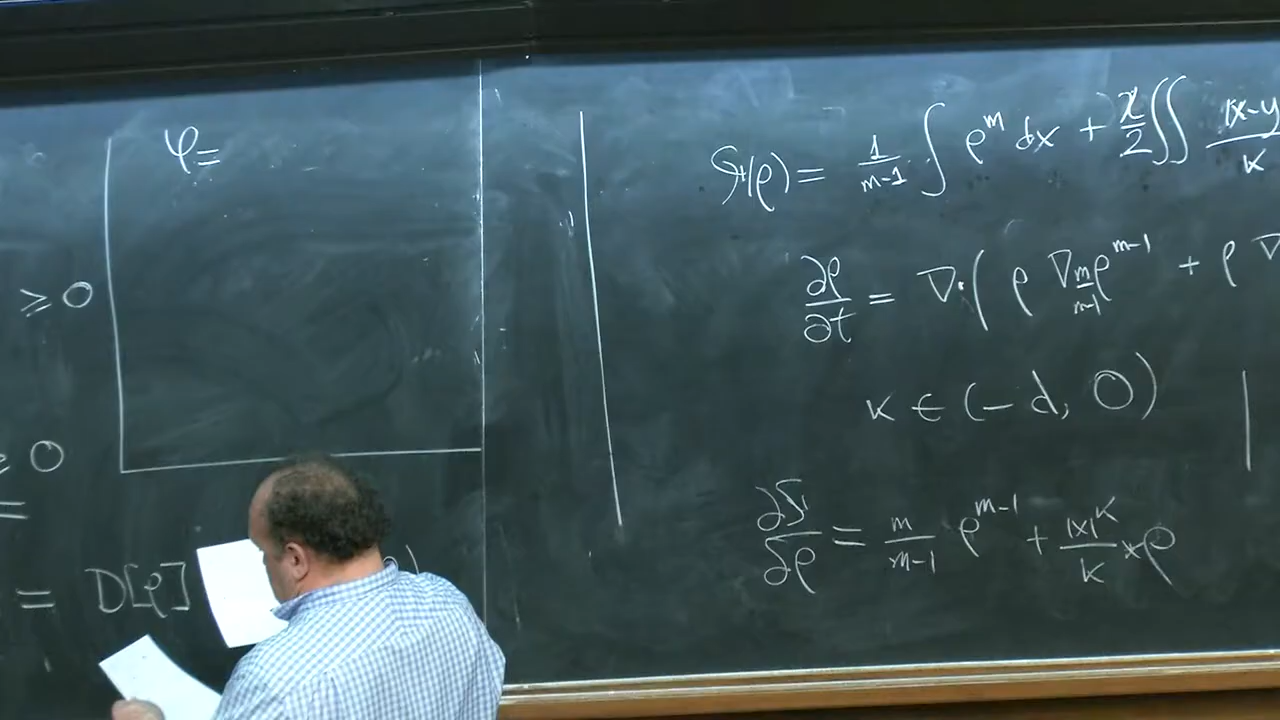 φ=
≥ 0
≥ 0
= D[ρ]
F(ρ) = 1/(m-1) ∫ ρ^m dx + χ/2 ∬ |x-y|/κ
∂ρ/∂t = ∇·( ρ ∇ m/(m-1) ρ^{m-1} + ρ ∇
κ ∈ (-d, 0)
δF/δρ = m/(m-1) ρ^{m-1} + |x|^κ/κ * ρ